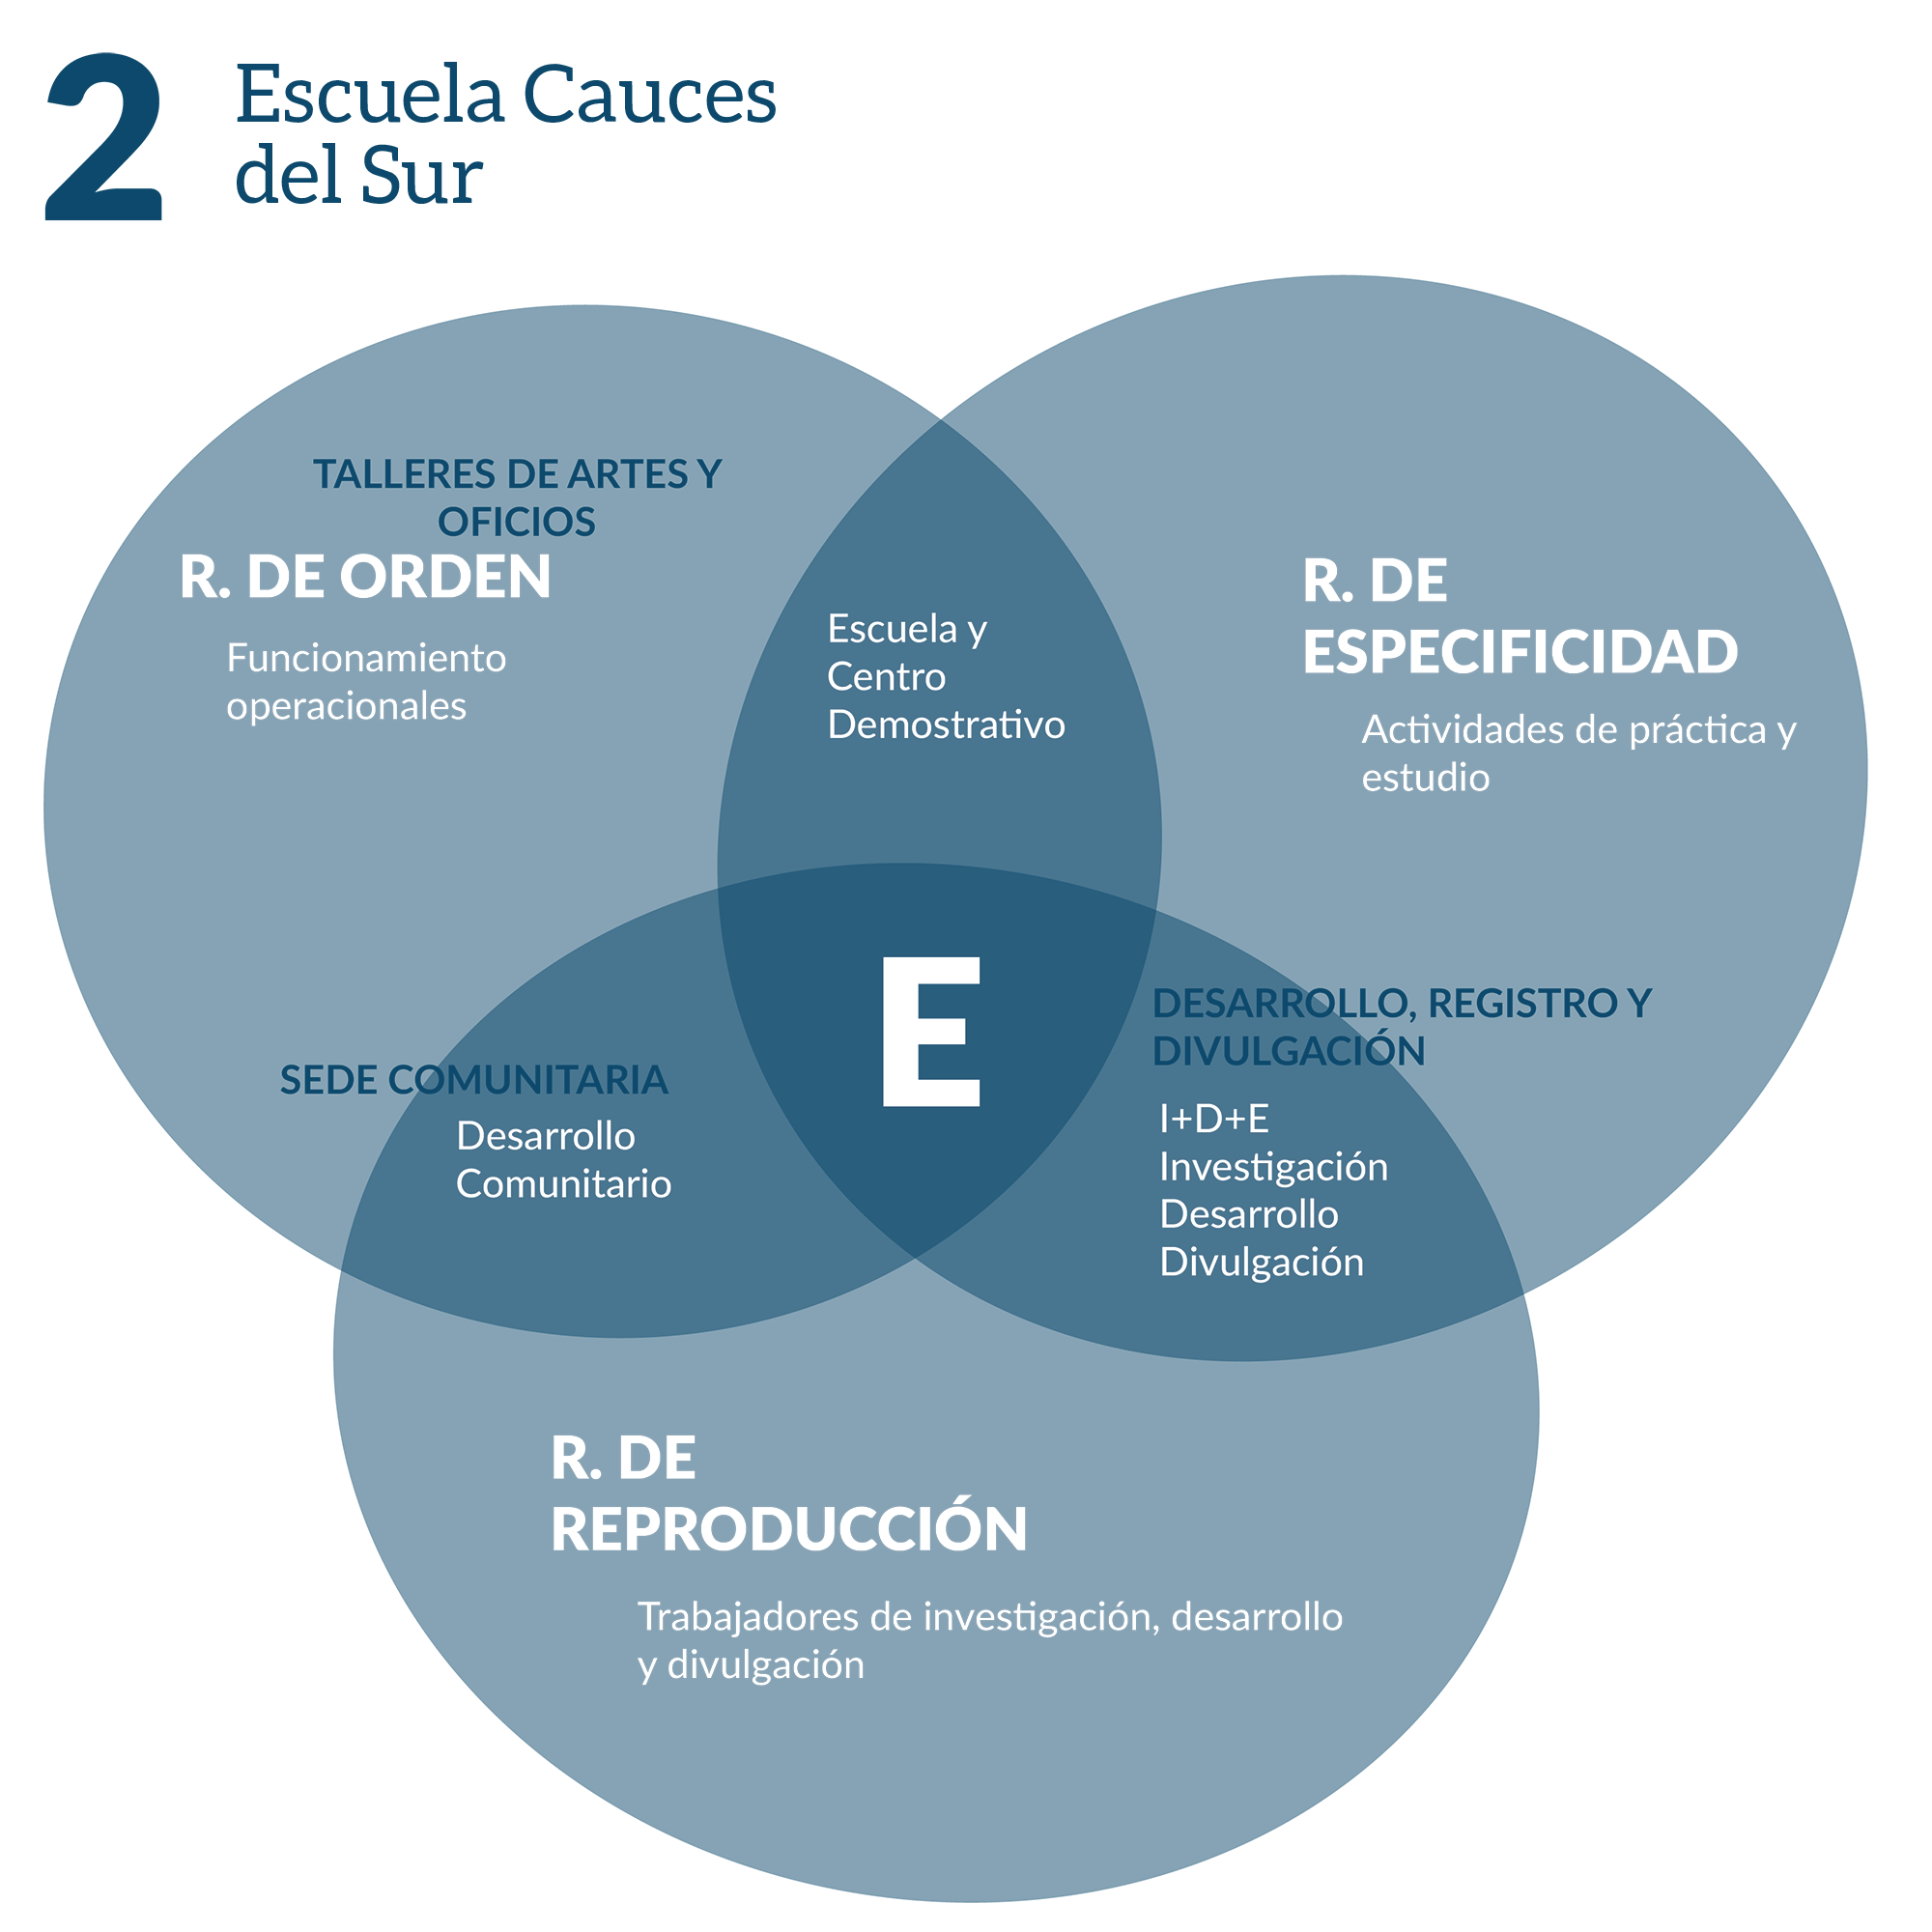 2
Escuela Cauces
del Sur
TALLERES DE ARTES Y
OFICIOS
R. DE ORDEN
Funcionamiento
operacionales
Escuela y
Centro
Demostrativo
R. DE
ESPECIFICIDAD
Actividades de práctica y
estudio
E
SEDE COMUNITARIA
Desarrollo
Comunitario
DESARROLLO, REGISTRO Y
DIVULGACIÓN
I+D+E
Investigación
Desarrollo
Divulgación
R. DE
REPRODUCCIÓN
Trabajadores de investigación, desarrollo
y divulgación